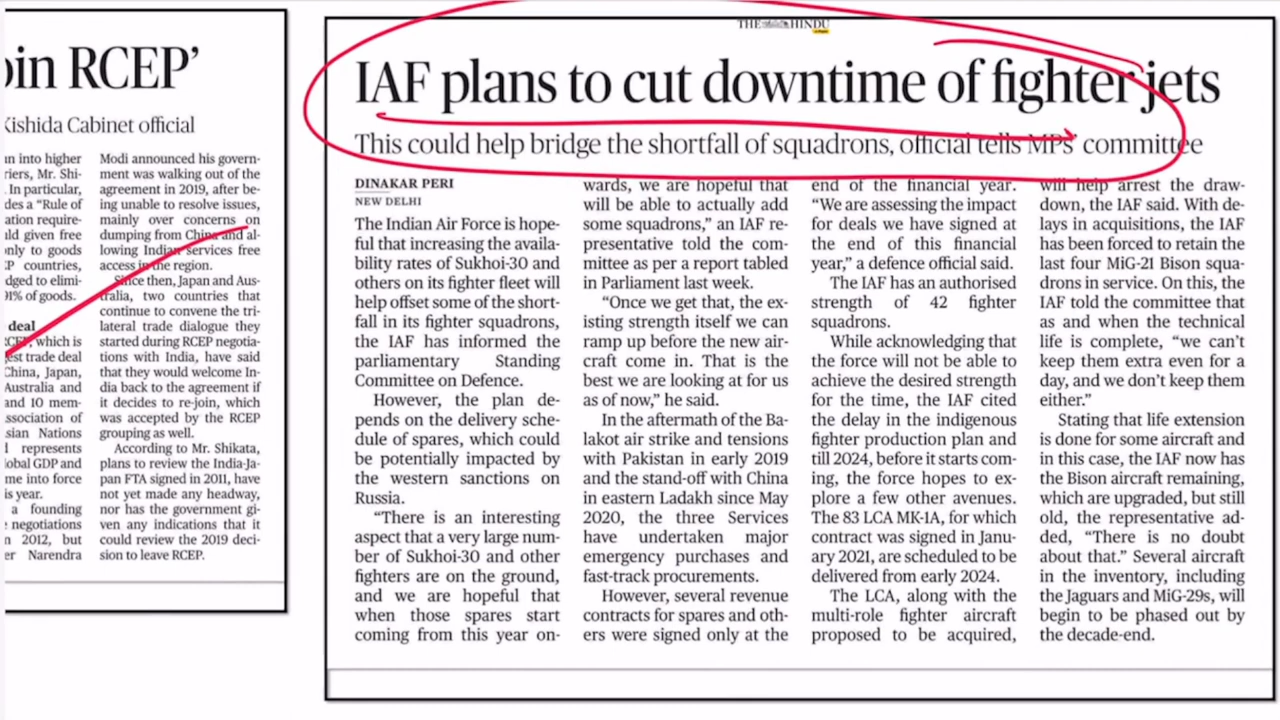 oin RCEP’
Kishida Cabinet official
un into higher
riers, Mr. Shi-
In particular,
des a “Rule of
ation require-
ld given free
only to goods
P countries,
dged to elimi-
91% of goods.
deal
RCEP, which is
est trade deal
China, Japan,
Australia and
and 10 mem-
ssociation of
sian Nations
represents
lobal GDP and
me into force
is year.
a founding
negotiations
n 2012, but
er Narendra
Modi announced his govern-
ment was walking out of the
agreement in 2019, after be-
ing unable to resolve issues,
mainly over concerns on
dumping from China and al-
lowing Indian services free
access in the region.
Since then, Japan and Aus-
tralia, two countries that
continue to convene the tri-
lateral trade dialogue they
started during RCEP negotia-
tions with India, have said
that they would welcome In-
dia back to the agreement if
it decides to re-join, which
was accepted by the RCEP
grouping as well.
According to Mr. Shikata,
plans to review the India-Ja-
pan FTA signed in 2011, have
not yet made any headway,
nor has the government gi-
ven any indications that it
could review the 2019 deci-
sion to leave RCEP.
THE HINDU
IAF plans to cut downtime of fighter jets
This could help bridge the shortfall of squadrons, official tells MPs’ committee
DINAKAR PERI
NEW DELHI
The Indian Air Force is hope-
ful that increasing the availa-
bility rates of Sukhoi-30 and
others on its fighter fleet will
help offset some of the short-
fall in its fighter squadrons,
the IAF has informed the
parliamentary Standing
Committee on Defence.
However, the plan de-
pends on the delivery sche-
dule of spares, which could
be potentially impacted by
the western sanctions on
Russia.
“There is an interesting
aspect that a very large num-
ber of Sukhoi-30 and other
fighters are on the ground,
and we are hopeful that
when those spares start
coming from this year on-
wards, we are hopeful that
will be able to actually add
some squadrons,” an IAF re-
presentative told the com-
mittee as per a report tabled
in Parliament last week.
“Once we get that, the ex-
isting strength itself we can
ramp up before the new air-
craft come in. That is the
best we are looking at for us
as of now,” he said.
In the aftermath of the Ba-
lakot air strike and tensions
with Pakistan in early 2019
and the stand-off with China
in eastern Ladakh since May
2020, the three Services
have undertaken major
emergency purchases and
fast-track procurements.
However, several revenue
contracts for spares and oth-
ers were signed only at the
end of the financial year.
“We are assessing the impact
for deals we have signed at
the end of this financial
year,” a defence official said.
The IAF has an authorised
strength of 42 fighter
squadrons.
While acknowledging that
the force will not be able to
achieve the desired strength
for the time, the IAF cited
the delay in the indigenous
fighter production plan and
till 2024, before it starts com-
ing, the force hopes to ex-
plore a few other avenues.
The 83 LCA MK-1A, for which
contract was signed in Janu-
ary 2021, are scheduled to be
delivered from early 2024.
The LCA, along with the
multi-role fighter aircraft
proposed to be acquired,
will help arrest the draw-
down, the IAF said. With de-
lays in acquisitions, the IAF
has been forced to retain the
last four MiG-21 Bison squa-
drons in service. On this, the
IAF told the committee that
as and when the technical
life is complete, “we can’t
keep them extra even for a
day, and we don’t keep them
either.”
Stating that life extension
is done for some aircraft and
in this case, the IAF now has
the Bison aircraft remaining,
which are upgraded, but still
old, the representative ad-
ded, “There is no doubt
about that.” Several aircraft
in the inventory, including
the Jaguars and MiG-29s, will
begin to be phased out by
the decade-end.